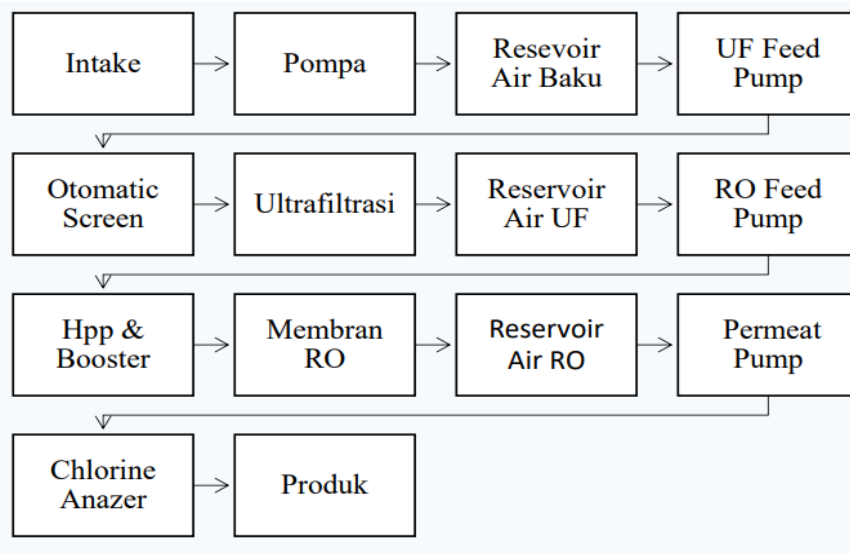 Intake
Pompa
Resevoir
Air Baku
UF Feed
Pump
Otomatic
Screen
Ultrafiltrasi
Reservoir
Air UF
RO Feed
Pump
Hpp &
Booster
Membran
RO
Reservoir
Air RO
Permeat
Pump
Chlorine
Anazer
Produk